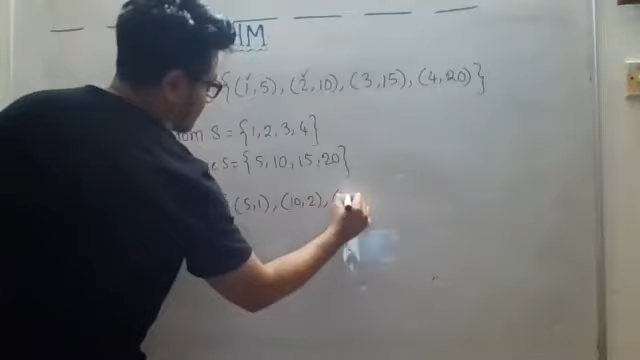 IM
{(1,5), (2,10), (3,15), (4,20)}
om S = {1,2,3,4}
e S = {5,10,15,20}
(5,1), (10,2), (